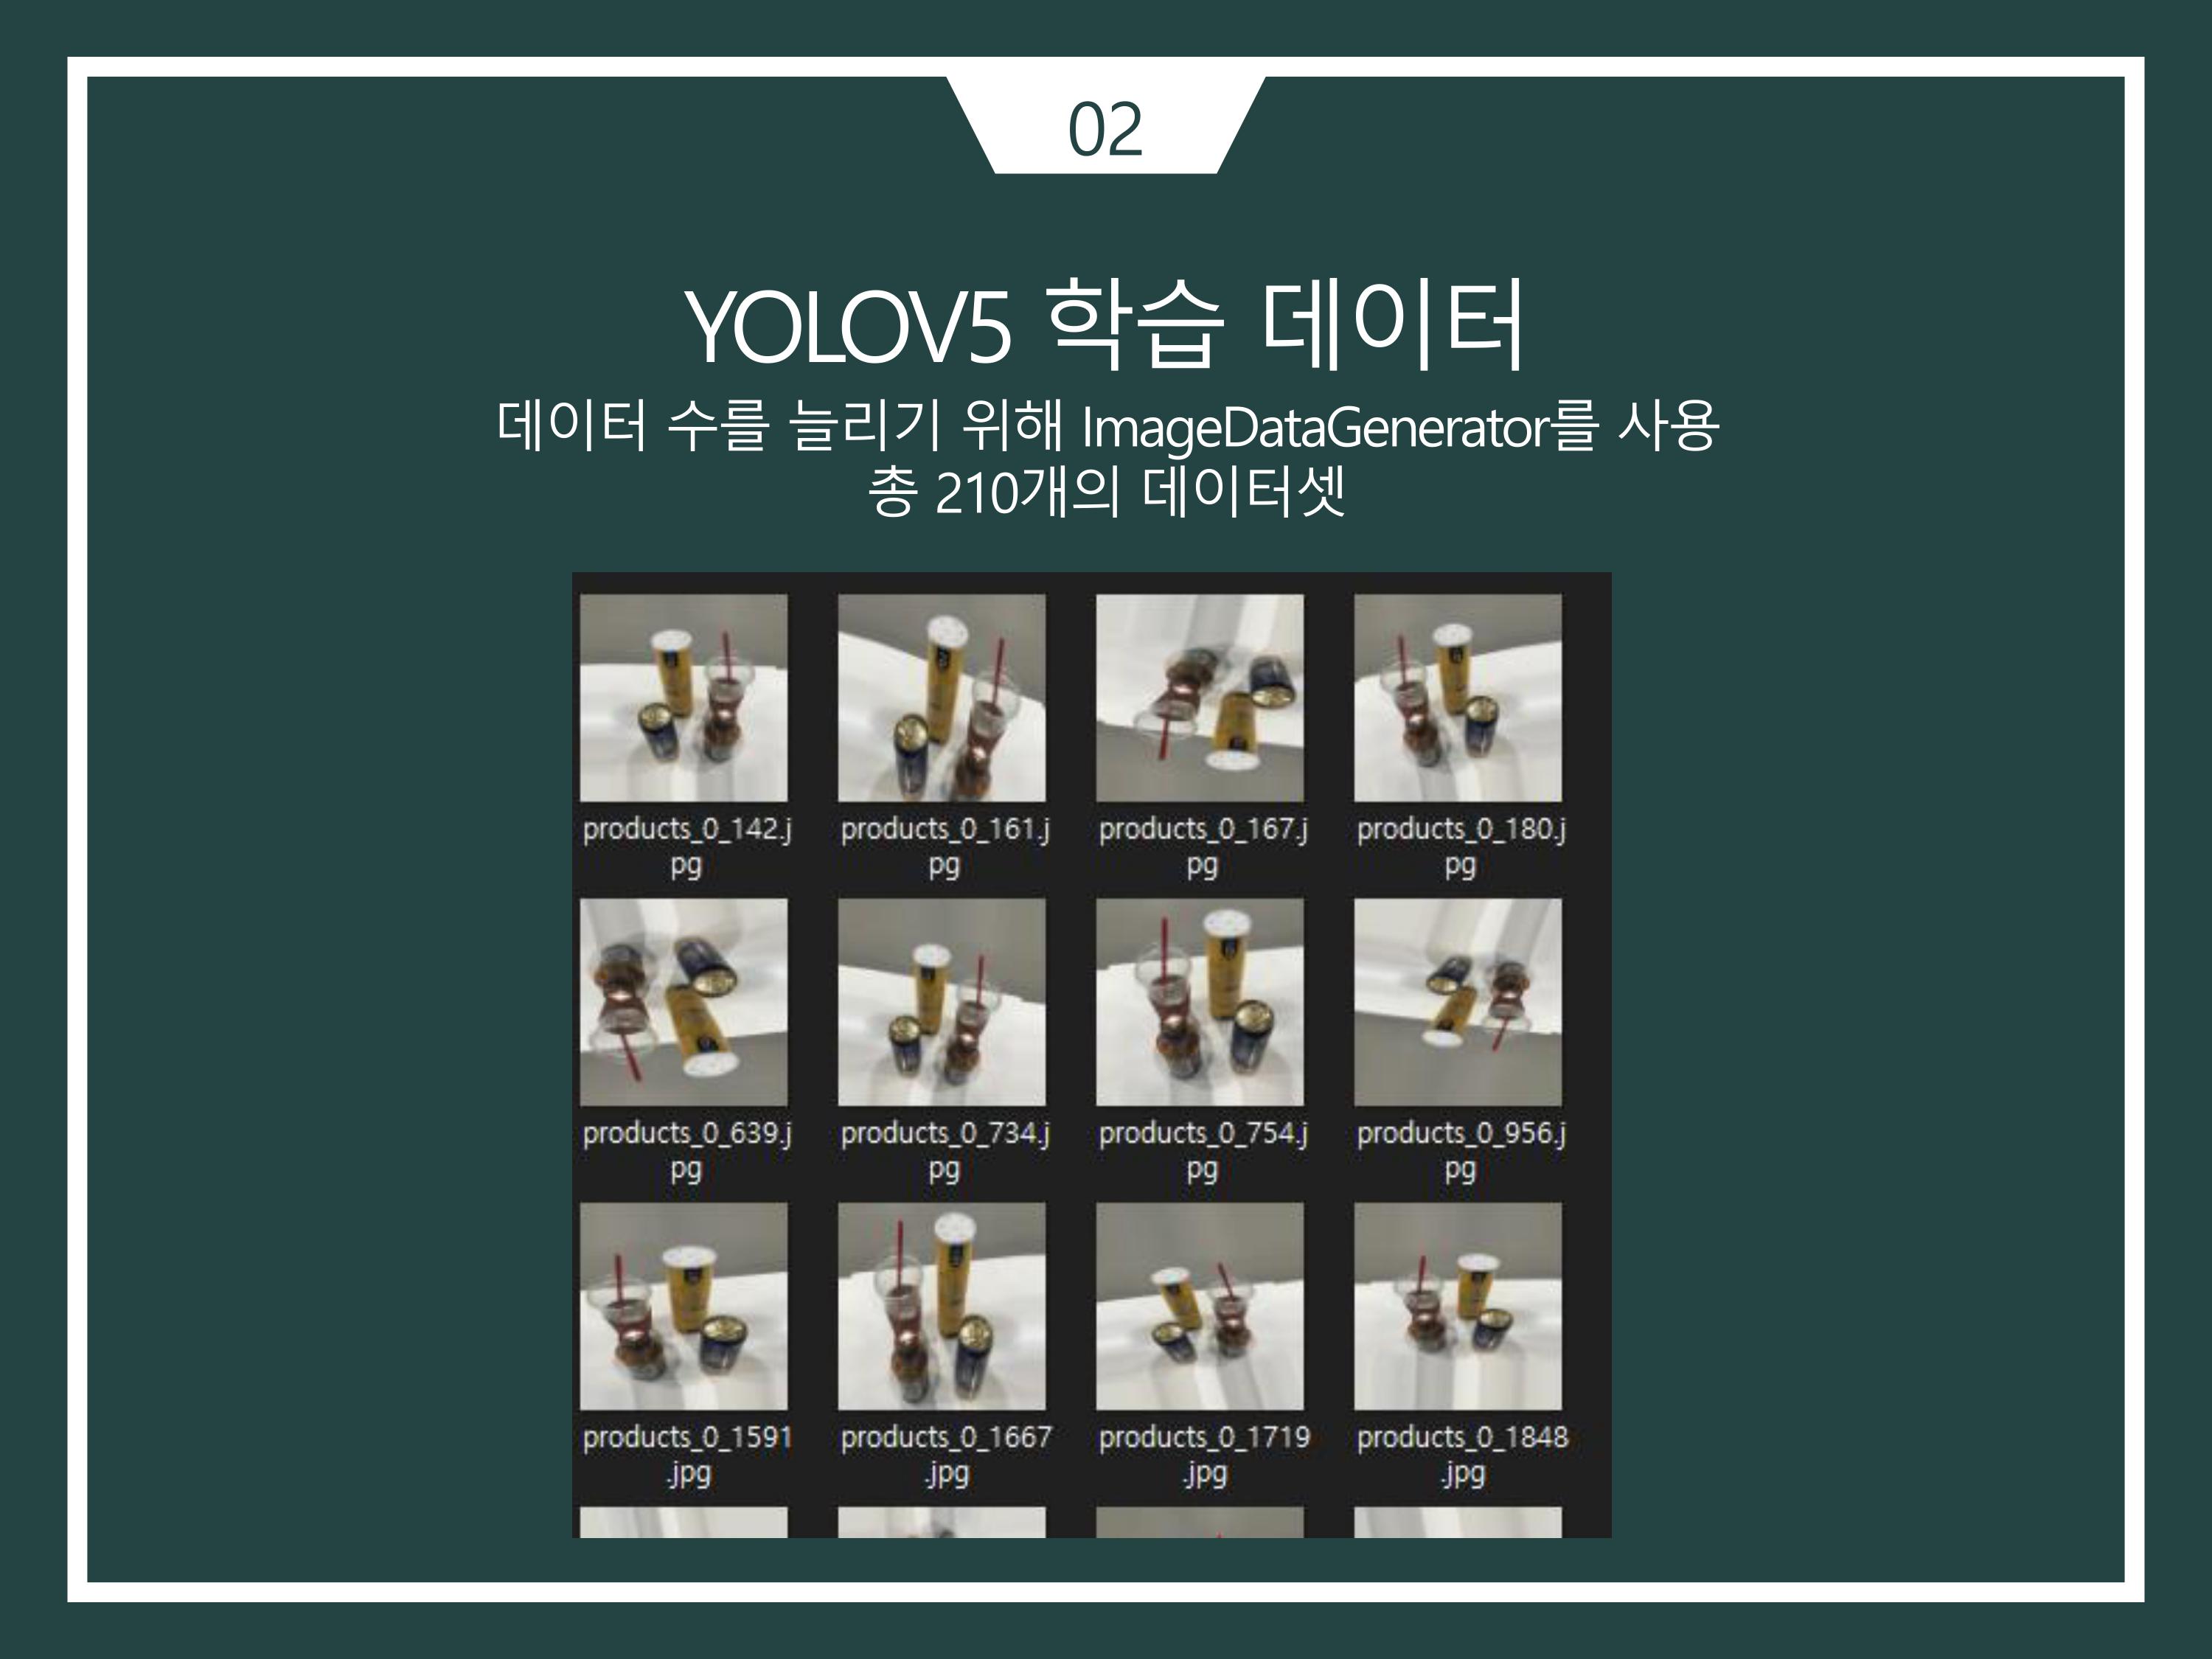 02
YOLOV5 학습 데이터
데이터 수를 늘리기 위해 ImageDataGenerator를 사용
총 210개의 데이터셋
products_0_142.j
pg
products_0_161.j
pg
products_0_167.j
pg
products_0_180.j
pg
products_0_639.j
pg
products_0_734.j
pg
products_0_754.j
pg
products_0_956.j
pg
products_0_1591
.jpg
products_0_1667
.jpg
products_0_1719
.jpg
products_0_1848
.jpg